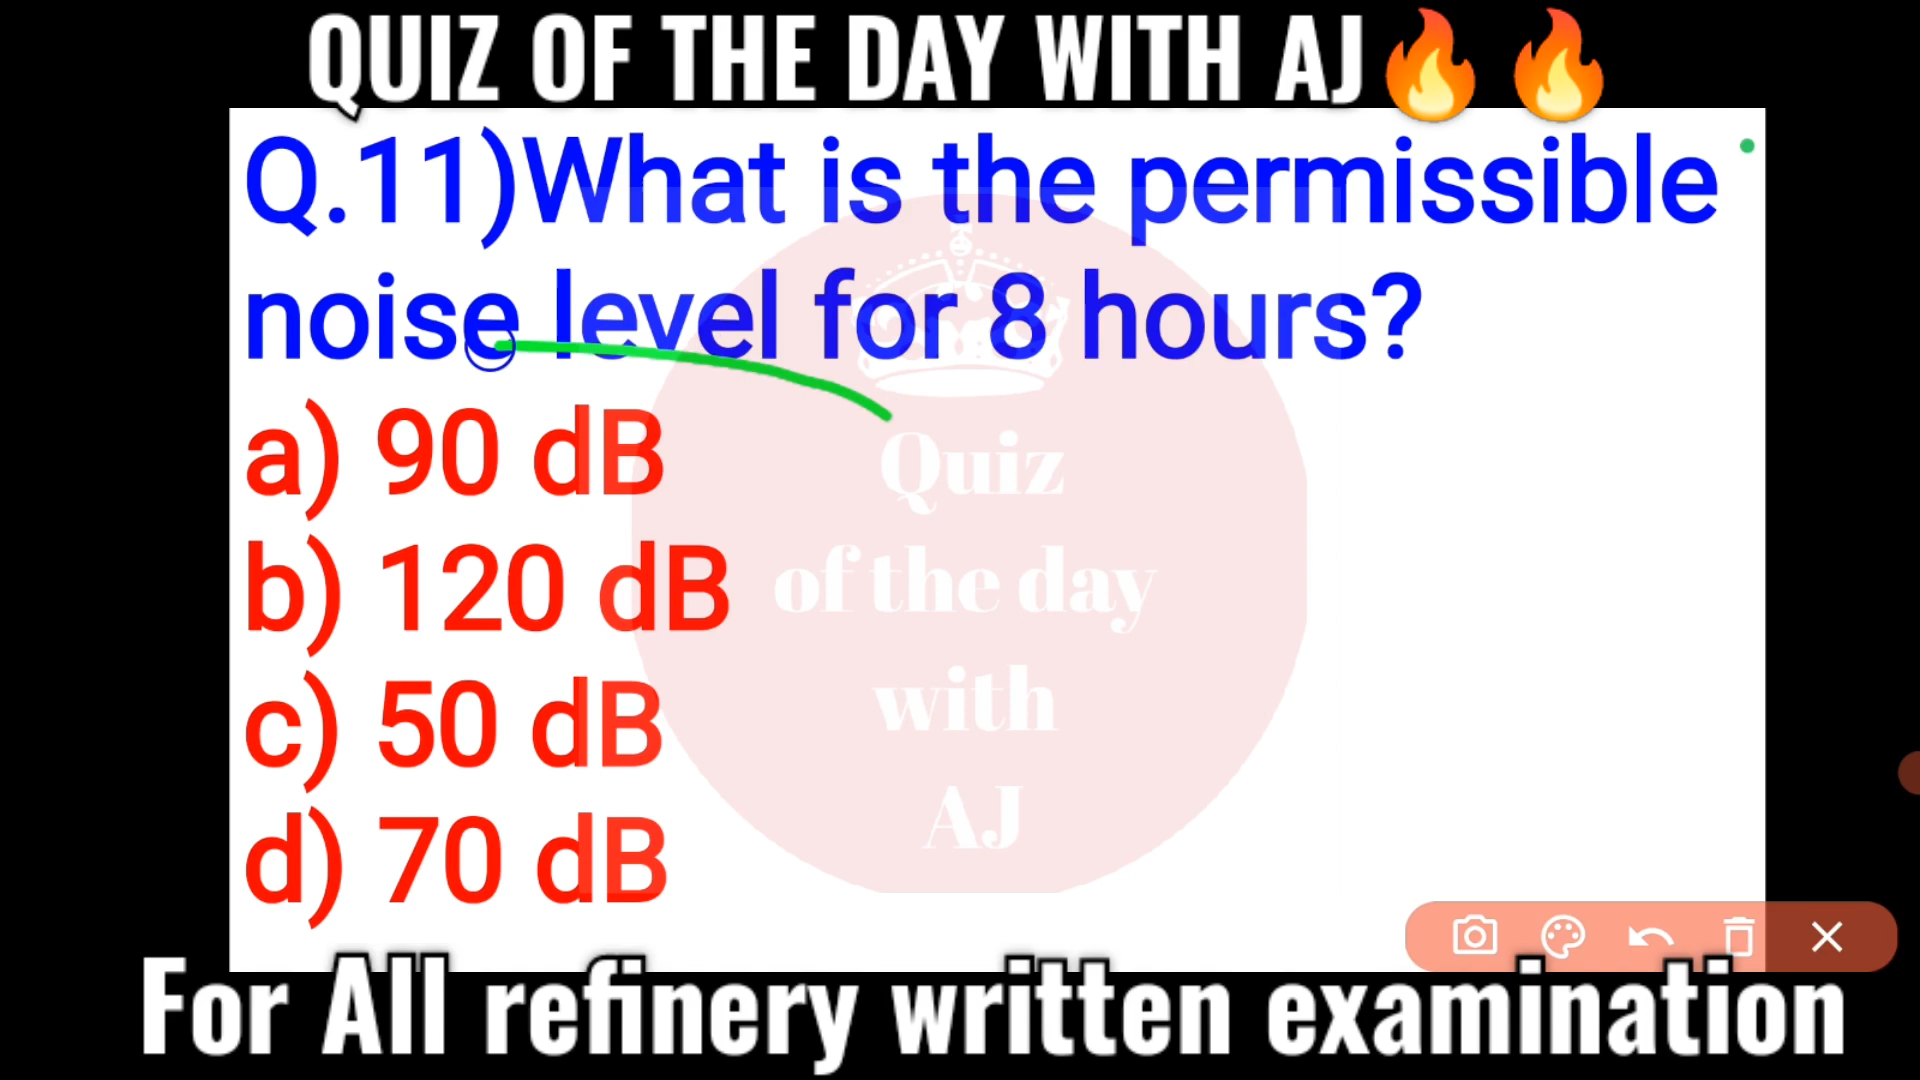 QUIZ OF THE DAY WITH AJ🔥🔥
Q.11)What is the permissible
noise level for 8 hours?
a) 90 dB
b) 120 dB
c) 50 dB
d) 70 dB
Quiz
of the day
with
AJ
For All refinery written examination